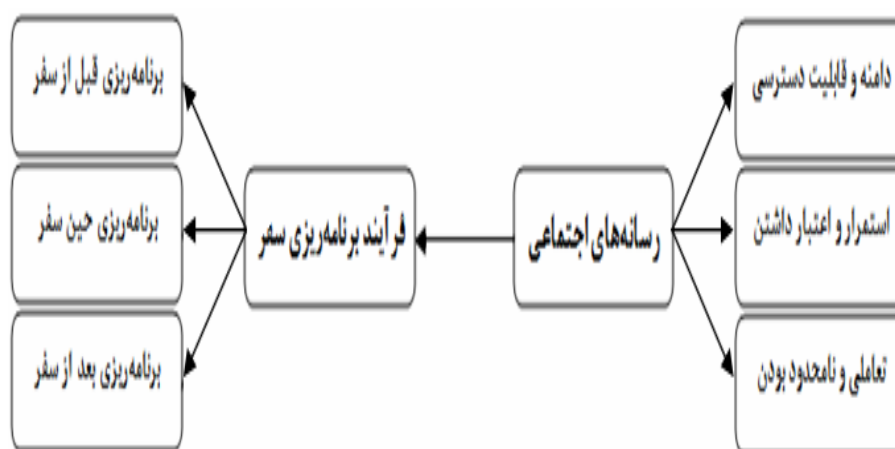 دامنه و قابلیت دسترسی
استمرار و اعتبار داشتن
تعاملی و نامحدود بودن
رسانه‌های اجتماعی
فرآیند برنامه‌ریزی سفر
برنامه‌ریزی قبل از سفر
برنامه‌ریزی حین سفر
برنامه‌ریزی بعد از سفر